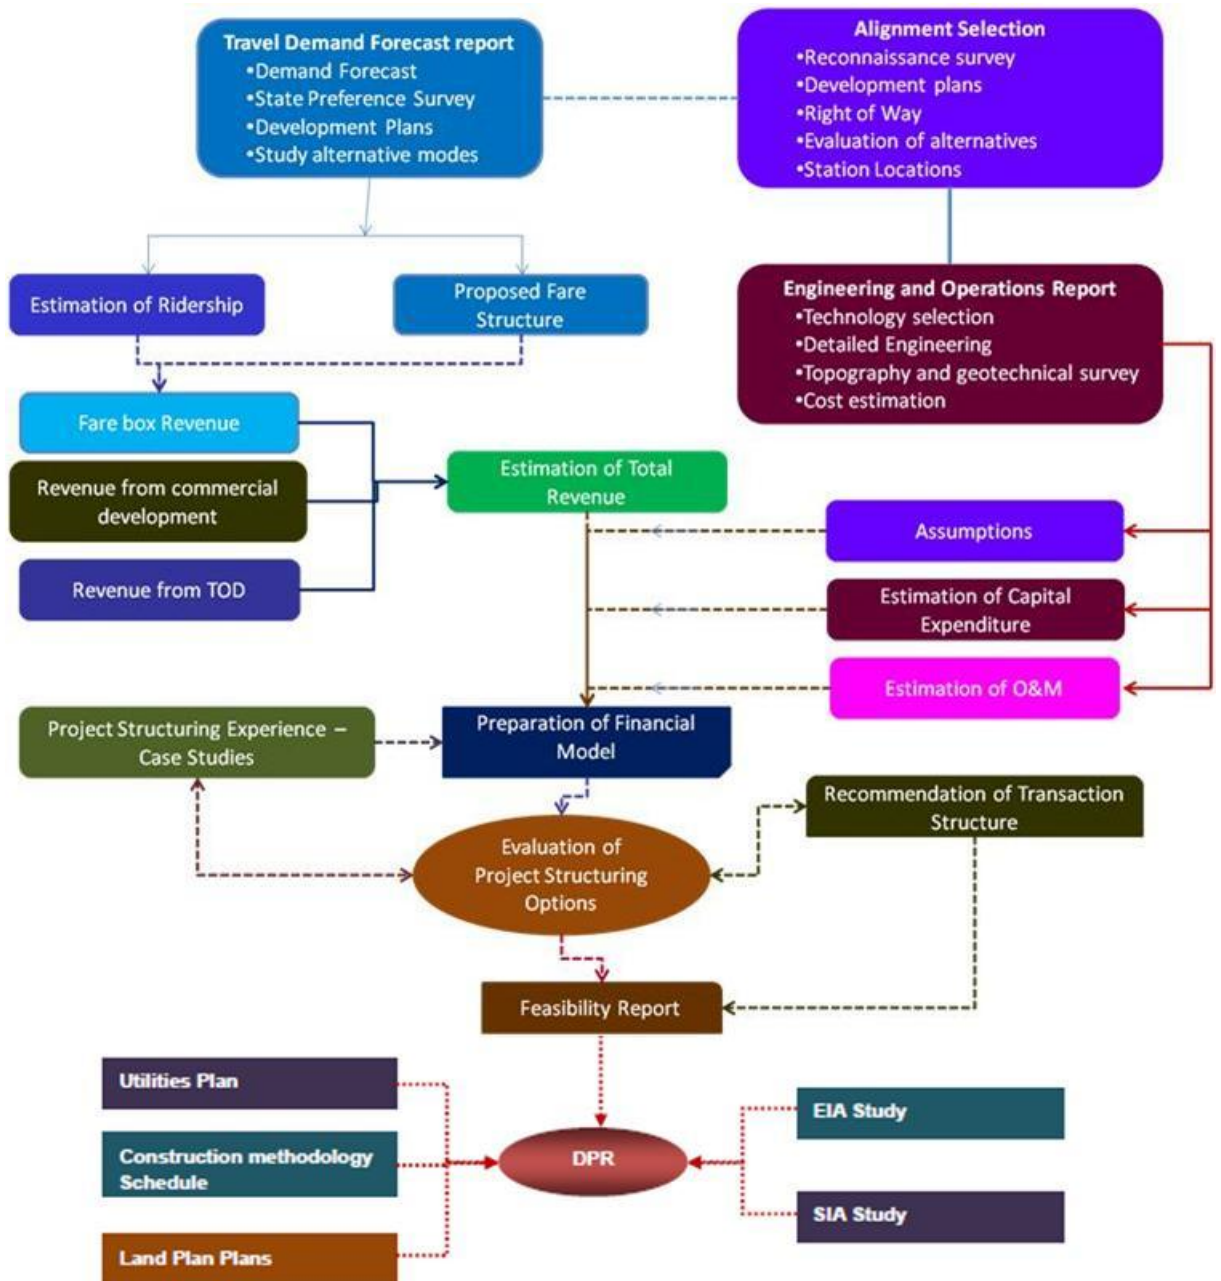 Travel Demand Forecast report
•Demand Forecast
•State Preference Survey
•Development Plans
•Study alternative modes
Alignment Selection
•Reconnaissance survey
•Development plans
•Right of Way
•Evaluation of alternatives
•Station Locations
Estimation of Ridership
Proposed Fare
Structure
Engineering and Operations Report
•Technology selection
•Detailed Engineering
•Topography and geotechnical survey
•Cost estimation
Fare box Revenue
Revenue from commercial
development
Revenue from TOD
Estimation of Total
Revenue
Assumptions
Estimation of Capital
Expenditure
Estimation of O&M
Project Structuring Experience –
Case Studies
Preparation of Financial
Model
Recommendation of Transaction
Structure
Evaluation of
Project Structuring
Options
Feasibility Report
Utilities Plan
Construction methodology
Schedule
Land Plan Plans
DPR
EIA Study
SIA Study